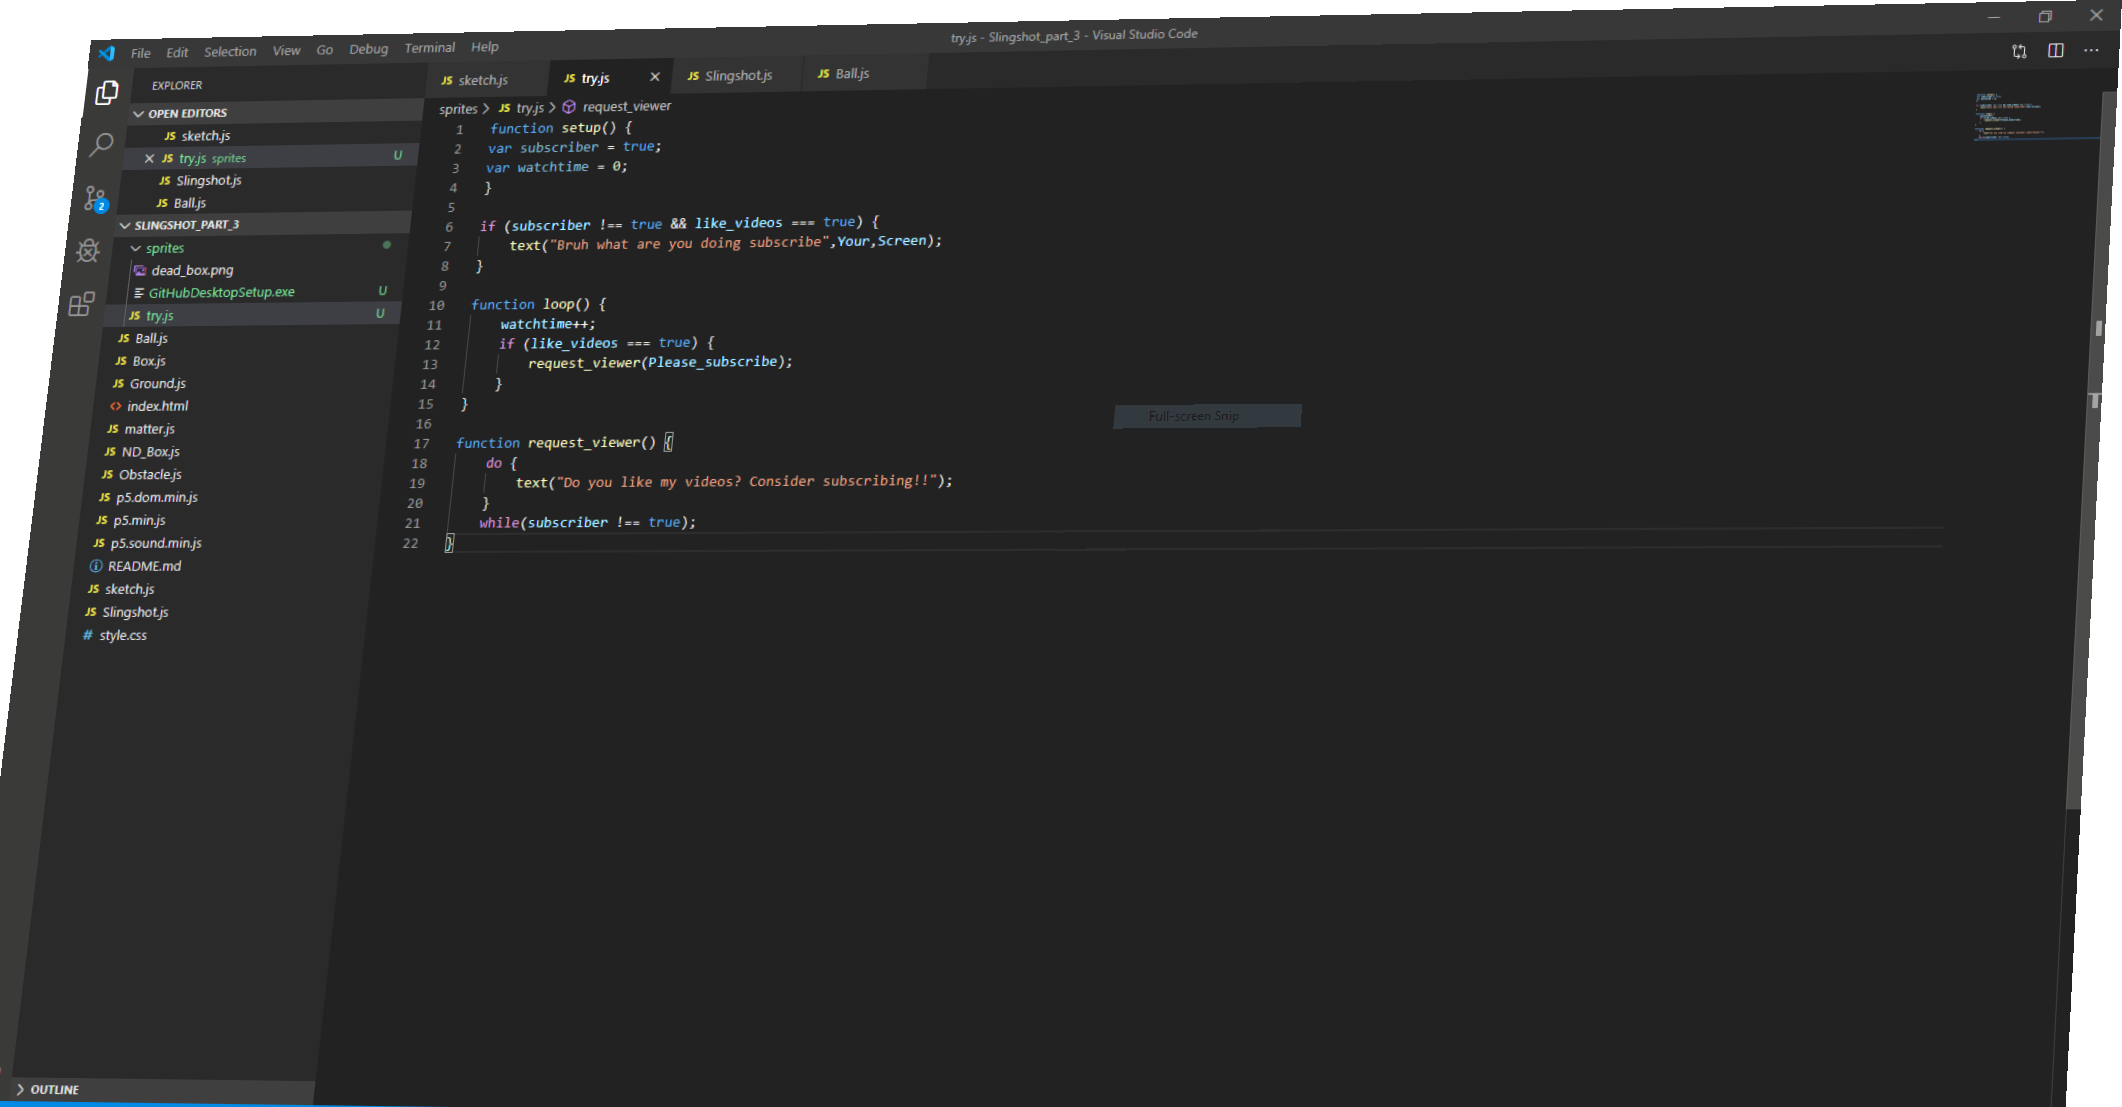 File Edit Selection View Go Debug Terminal Help
try.js - Slingshot_part_3 - Visual Studio Code
EXPLORER
OPEN EDITORS
JS sketch.js
JS try.js sprites U
JS Slingshot.js
JS Ball.js
2
SLINGSHOT_PART_3
sprites
dead_box.png
GitHubDesktopSetup.exe U
JS try.js U
JS Ball.js
JS Box.js
JS Ground.js
<> index.html
JS matter.js
JS ND_Box.js
JS Obstacle.js
JS p5.dom.min.js
JS p5.min.js
JS p5.sound.min.js
README.md
JS sketch.js
JS Slingshot.js
# style.css
OUTLINE
JS sketch.js JS try.js JS Slingshot.js JS Ball.js
sprites > JS try.js > request_viewer
1 function setup() {
2 var subscriber = true;
3 var watchtime = 0;
4 }
5
6 if (subscriber !== true && like_videos === true) {
7 text("Bruh what are you doing subscribe",Your,Screen);
8 }
9
10 function loop() {
11 watchtime++;
12 if (like_videos === true) {
13 request_viewer(Please_subscribe);
14 }
15 }
16
17 function request_viewer() {
18 do {
19 text("Do you like my videos? Consider subscribing!!");
20 }
21 while(subscriber !== true);
22 }
Full-screen Snip